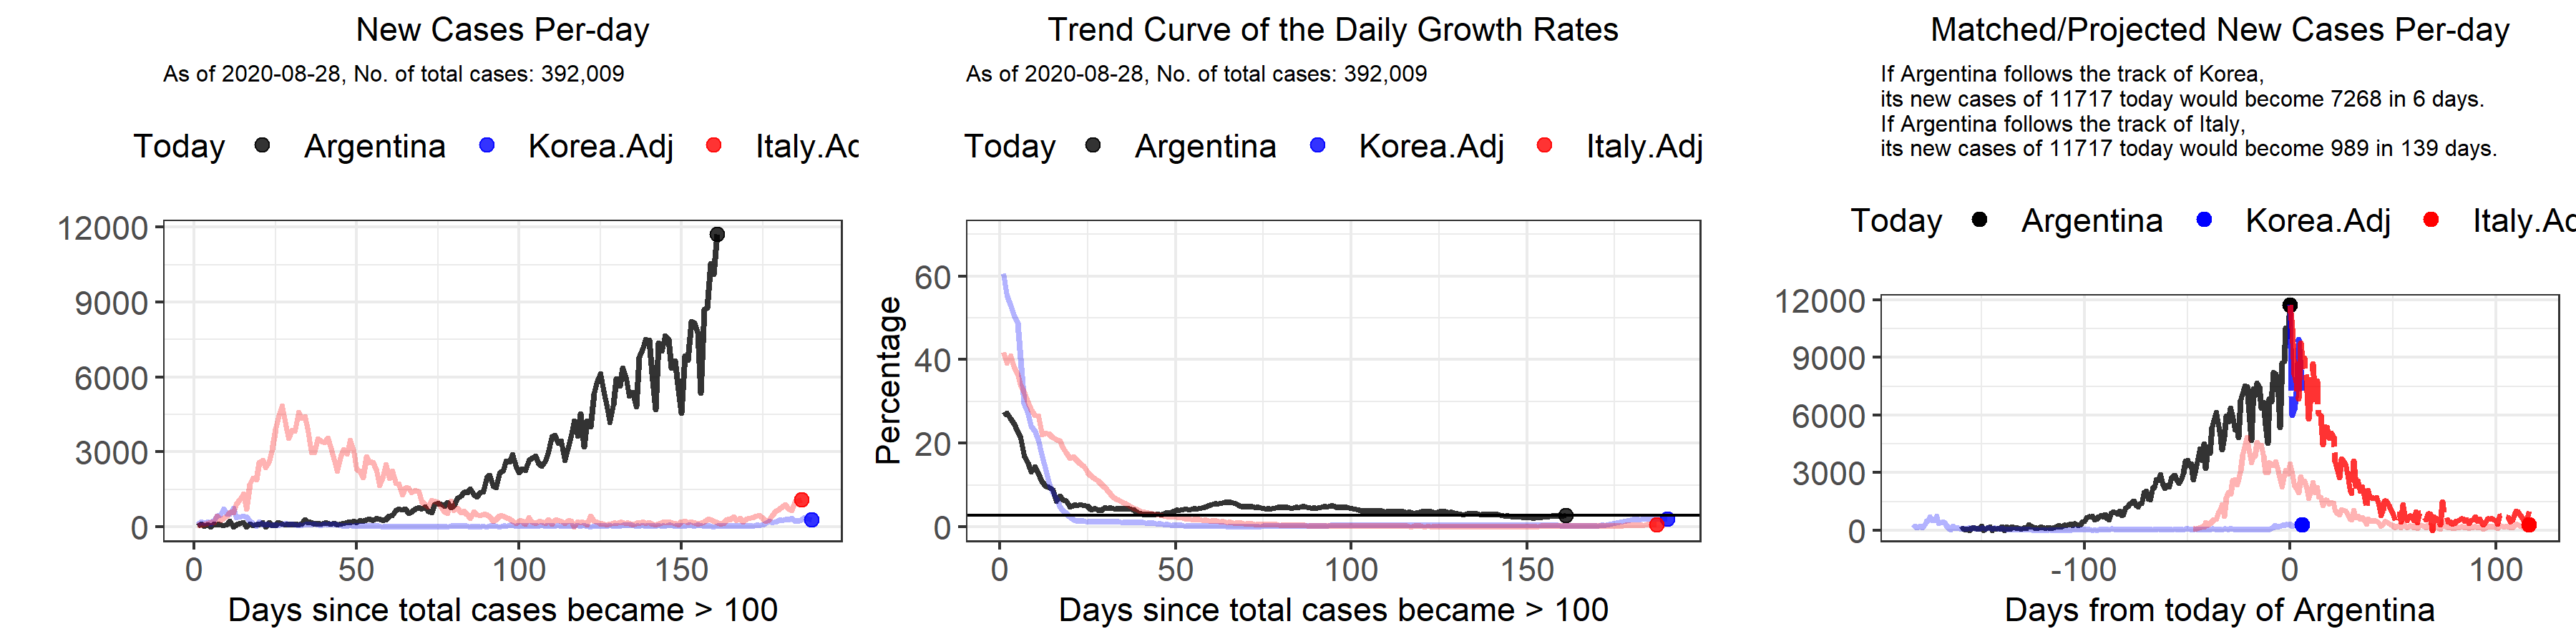 New Cases Per-day
As of 2020-08-28, No. of total cases: 392,009
Today Argentina Korea.Adj Italy.Ac
12000
9000
6000
3000
0
0 50 100 150
Days since total cases became > 100
Trend Curve of the Daily Growth Rates
As of 2020-08-28, No. of total cases: 392,009
Today Argentina Korea.Adj Italy.Adj
Percentage
60
40
20
0
0 50 100 150
Days since total cases became > 100
Matched/Projected New Cases Per-day
If Argentina follows the track of Korea,
its new cases of 11717 today would become 7268 in 6 days.
If Argentina follows the track of Italy,
its new cases of 11717 today would become 989 in 139 days.
Today Argentina Korea.Adj Italy.Ac
12000
9000
6000
3000
0
-100 0 100
Days from today of Argentina